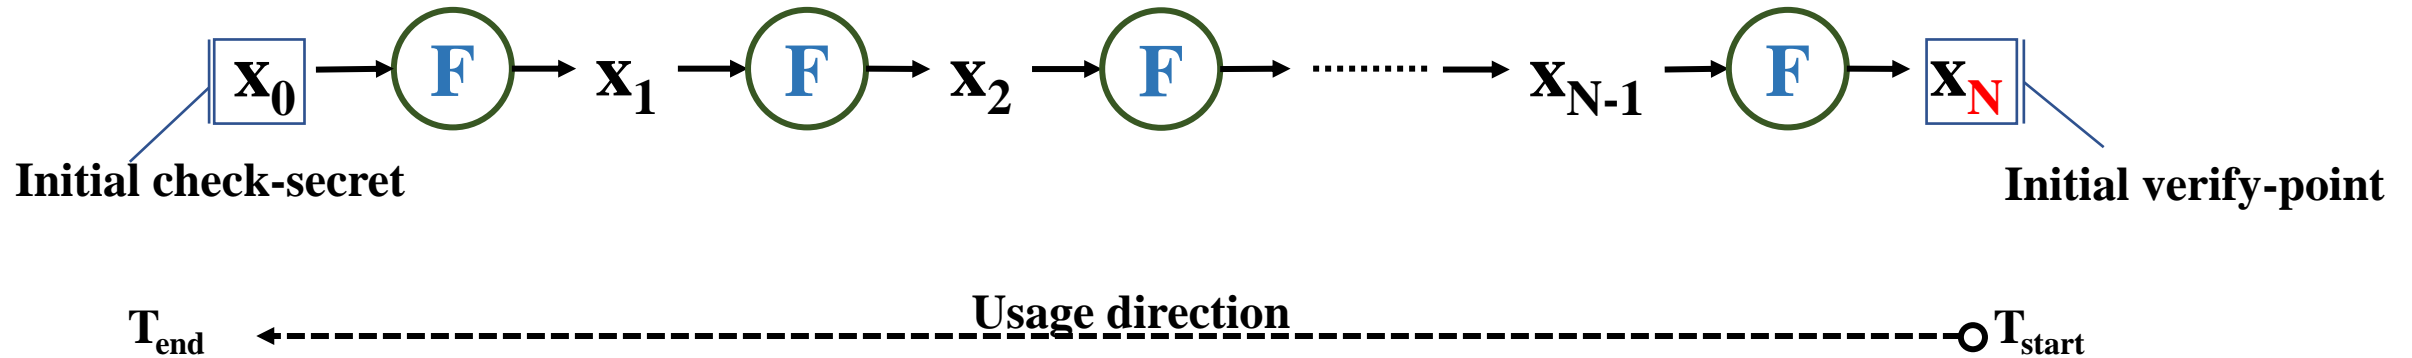 x0 F x1 F x2 F ......... xN-1 F xN
Initial check-secret
Initial verify-point
Usage direction
Tend
Tstart